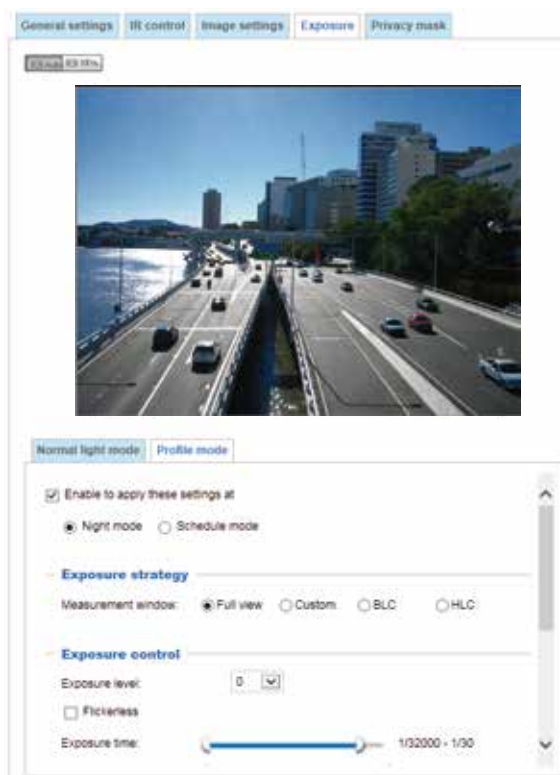 General settings IR control Image settings Exposure Privacy mask
Normal light mode Profile mode
Enable to apply these settings at
Night mode Schedule mode
Exposure strategy
Measurement window: Full view Custom BLC HLC
Exposure control
Exposure level: 0
Flickerless
Exposure time: 1/32000 - 1/30